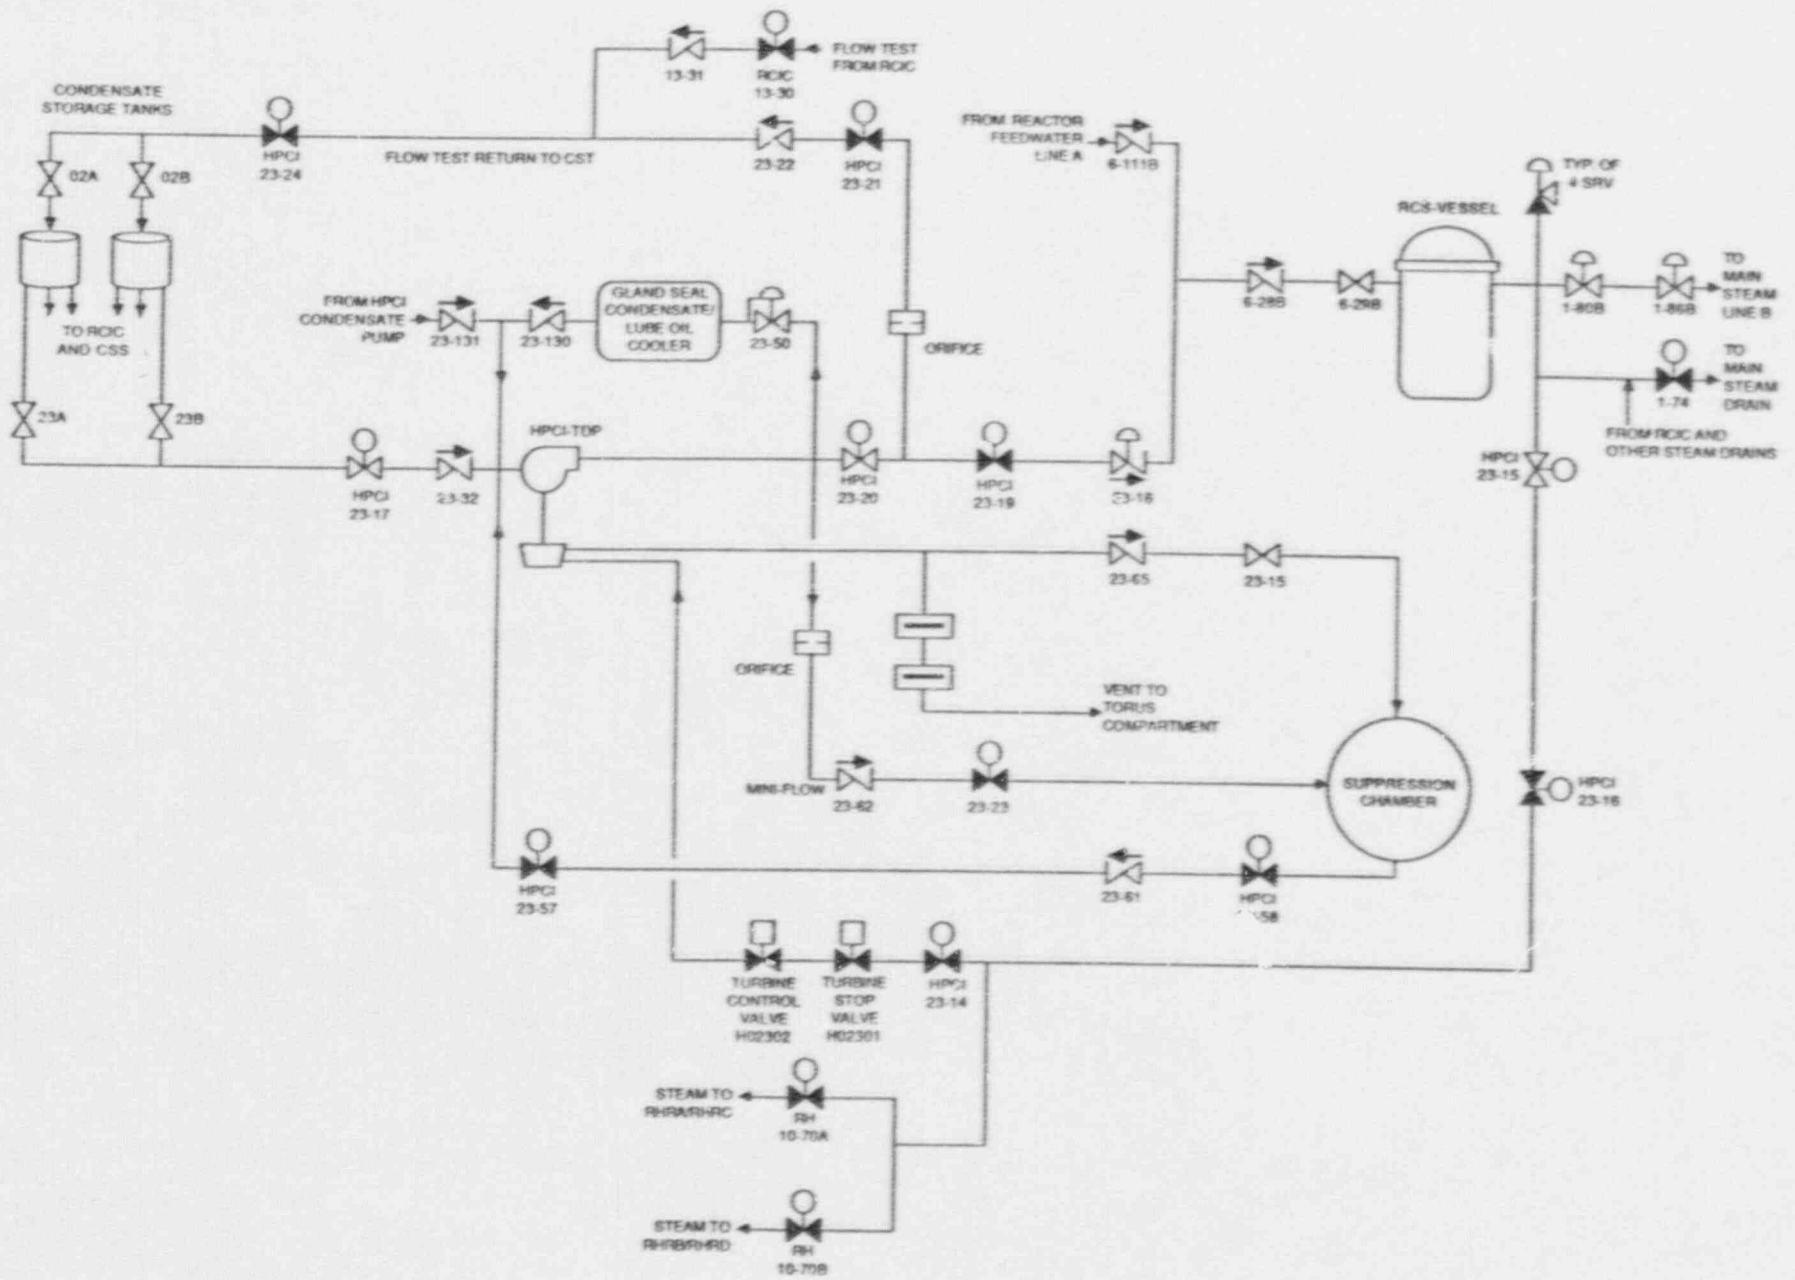 FLOW TEST
FROM RCIC
13-31
RCIC
13-30
CONDENSATE
STORAGE TANKS
HPCI
23-24
FLOW TEST RETURN TO CST
23-22
HPCI
23-21
FROM REACTOR
FEEDWATER
LINE A
6-111B
02A
02B
TYP. OF
4 SRV
RCS-VESSEL
TO
MAIN
STEAM
LINE B
1-80B
1-86B
6-28B
6-29B
FROM HPCI
CONDENSATE
PUMP
23-131
23-130
GLAND SEAL
CONDENSATE/
LUBE OIL
COOLER
23-50
ORIFICE
TO RCIC
AND CSS
TO
MAIN
STEAM
DRAIN
1-74
FROM RCIC AND
OTHER STEAM DRAINS
23A
23B
HPCI-TDP
HPCI
23-17
23-32
HPCI
23-20
HPCI
23-19
23-18
HPCI
23-15
23-65
23-15
ORIFICE
VENT TO
TORUS
COMPARTMENT
MINI-FLOW
23-62
23-23
SUPPRESSION
CHAMBER
HPCI
23-16
HPCI
23-57
23-61
HPCI
-58
TURBINE
CONTROL
VALVE
H02302
TURBINE
STOP
VALVE
H02301
HPCI
23-14
STEAM TO
RHRA/RHRC
RH
10-70A
STEAM TO
RHRB/RHRD
RH
10-70B